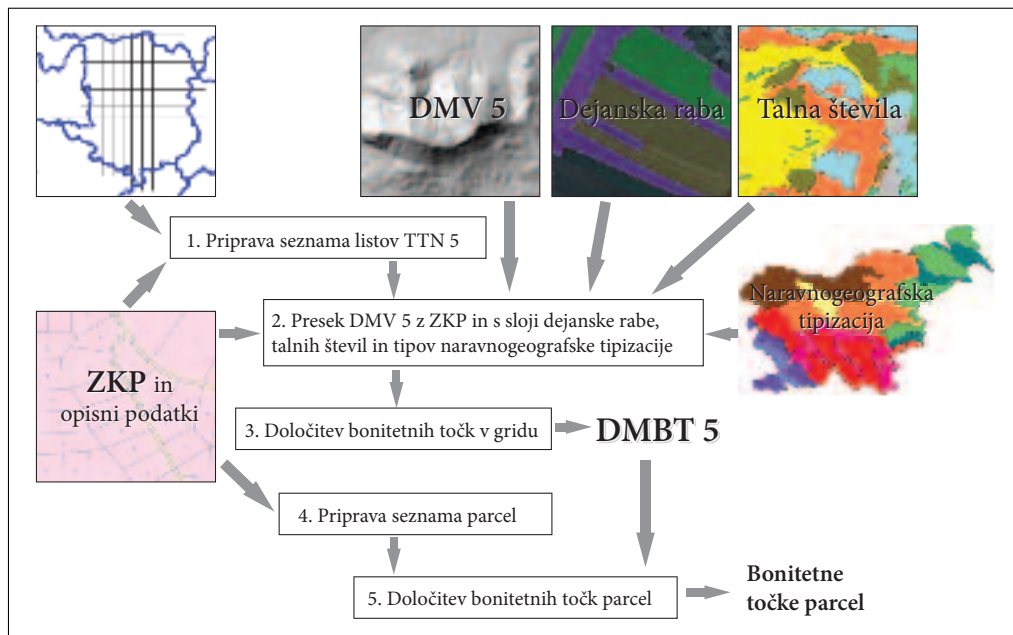 DMV 5
Dejanska raba
Talna števila
1. Priprava seznama listov TTN 5
Naravnogeografska
tipizacija
2. Presek DMV 5 z ZKP in s sloji dejanske rabe,
talnih števil in tipov naravnogeografske tipizacije
ZKP in
opisni podatki
3. Določitev bonitetnih točk v gridu
DMBT 5
4. Priprava seznama parcel
5. Določitev bonitetnih točk parcel
Bonitetne
točke parcel